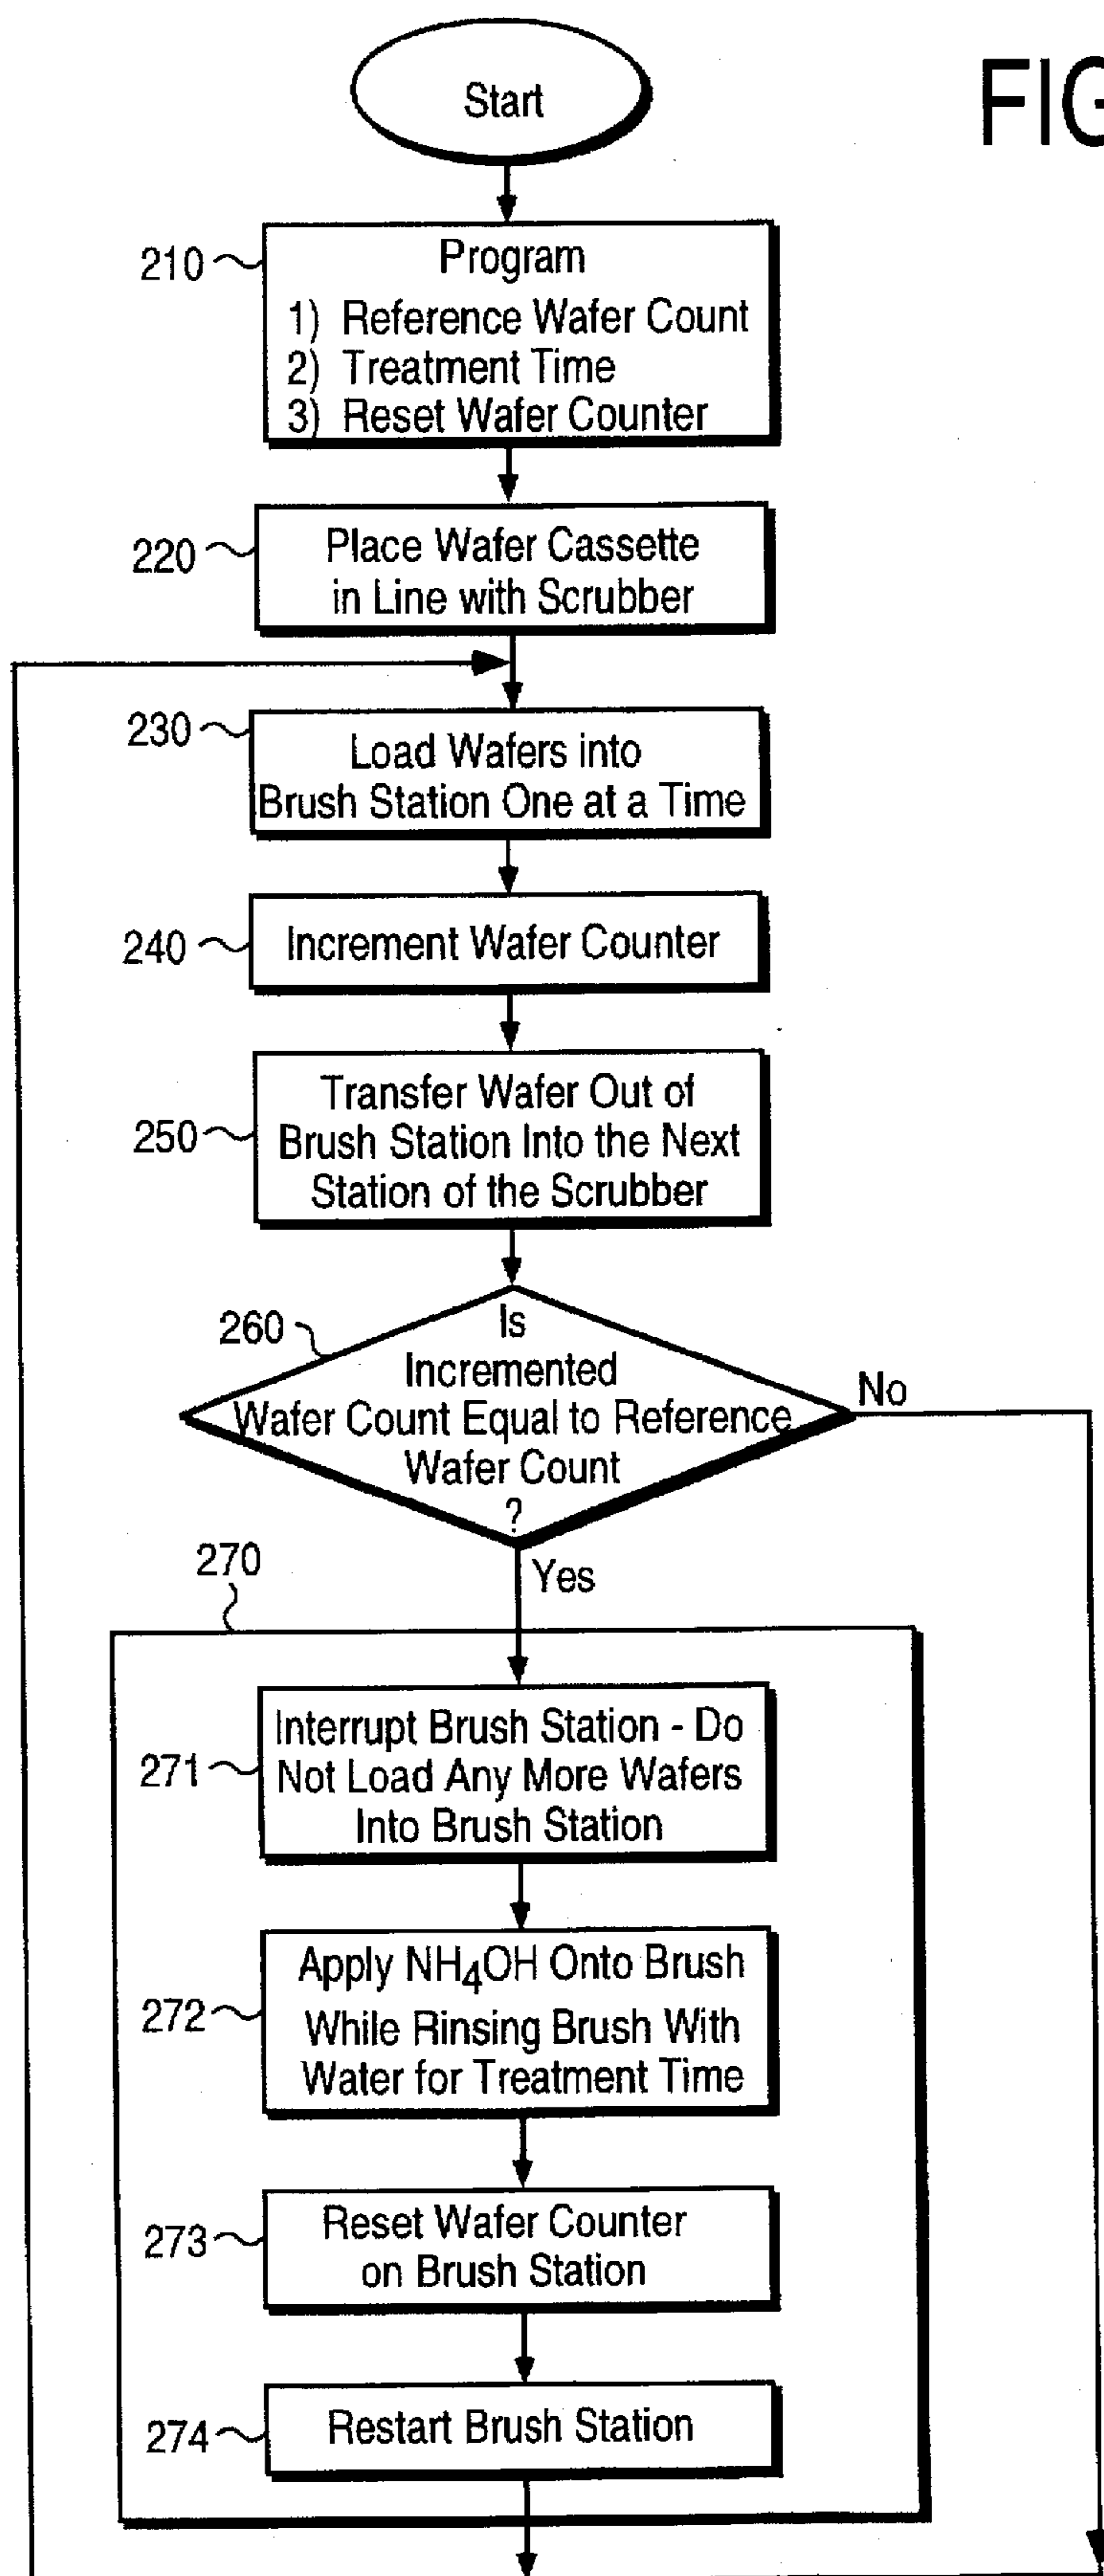 FIG
Start
210
Program
1) Reference Wafer Count
2) Treatment Time
3) Reset Wafer Counter
220
Place Wafer Cassette
in Line with Scrubber
230
Load Wafers into
Brush Station One at a Time
240
Increment Wafer Counter
250
Transfer Wafer Out of
Brush Station Into the Next
Station of the Scrubber
260
Is
Incremented
Wafer Count Equal to Reference
Wafer Count
?
No
Yes
270
271
Interrupt Brush Station - Do
Not Load Any More Wafers
Into Brush Station
272
Apply NH4OH Onto Brush
While Rinsing Brush With
Water for Treatment Time
273
Reset Wafer Counter
on Brush Station
274
Restart Brush Station